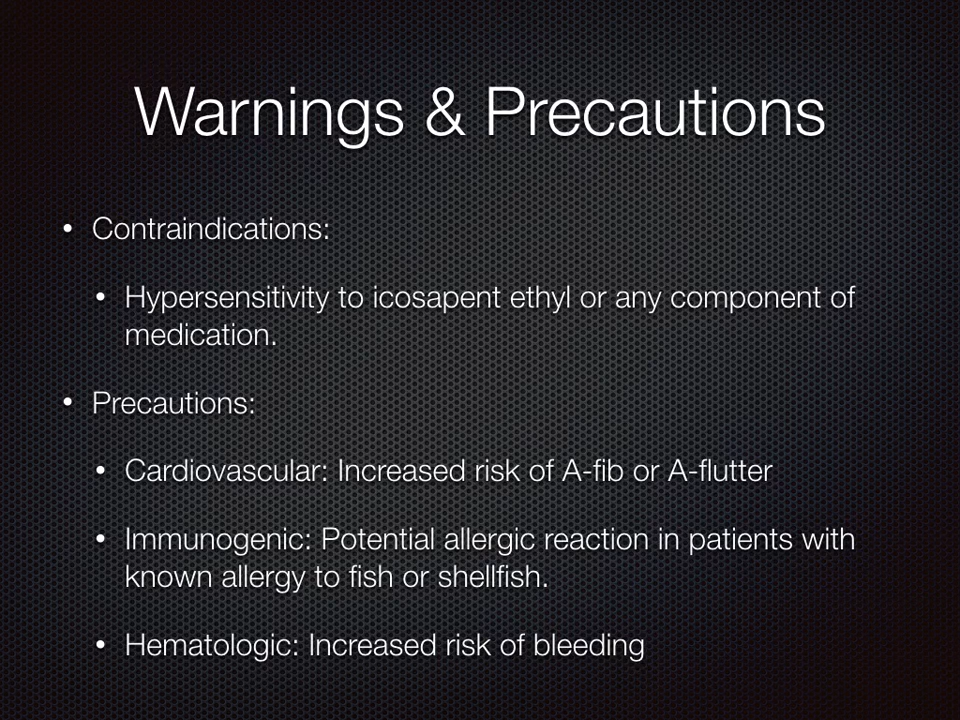 Warnings & Precautions
• Contraindications:
• Hypersensitivity to icosapent ethyl or any component of
medication.
• Precautions:
• Cardiovascular: Increased risk of A-fib or A-flutter
• Immunogenic: Potential allergic reaction in patients with
known allergy to fish or shellfish.
• Hematologic: Increased risk of bleeding